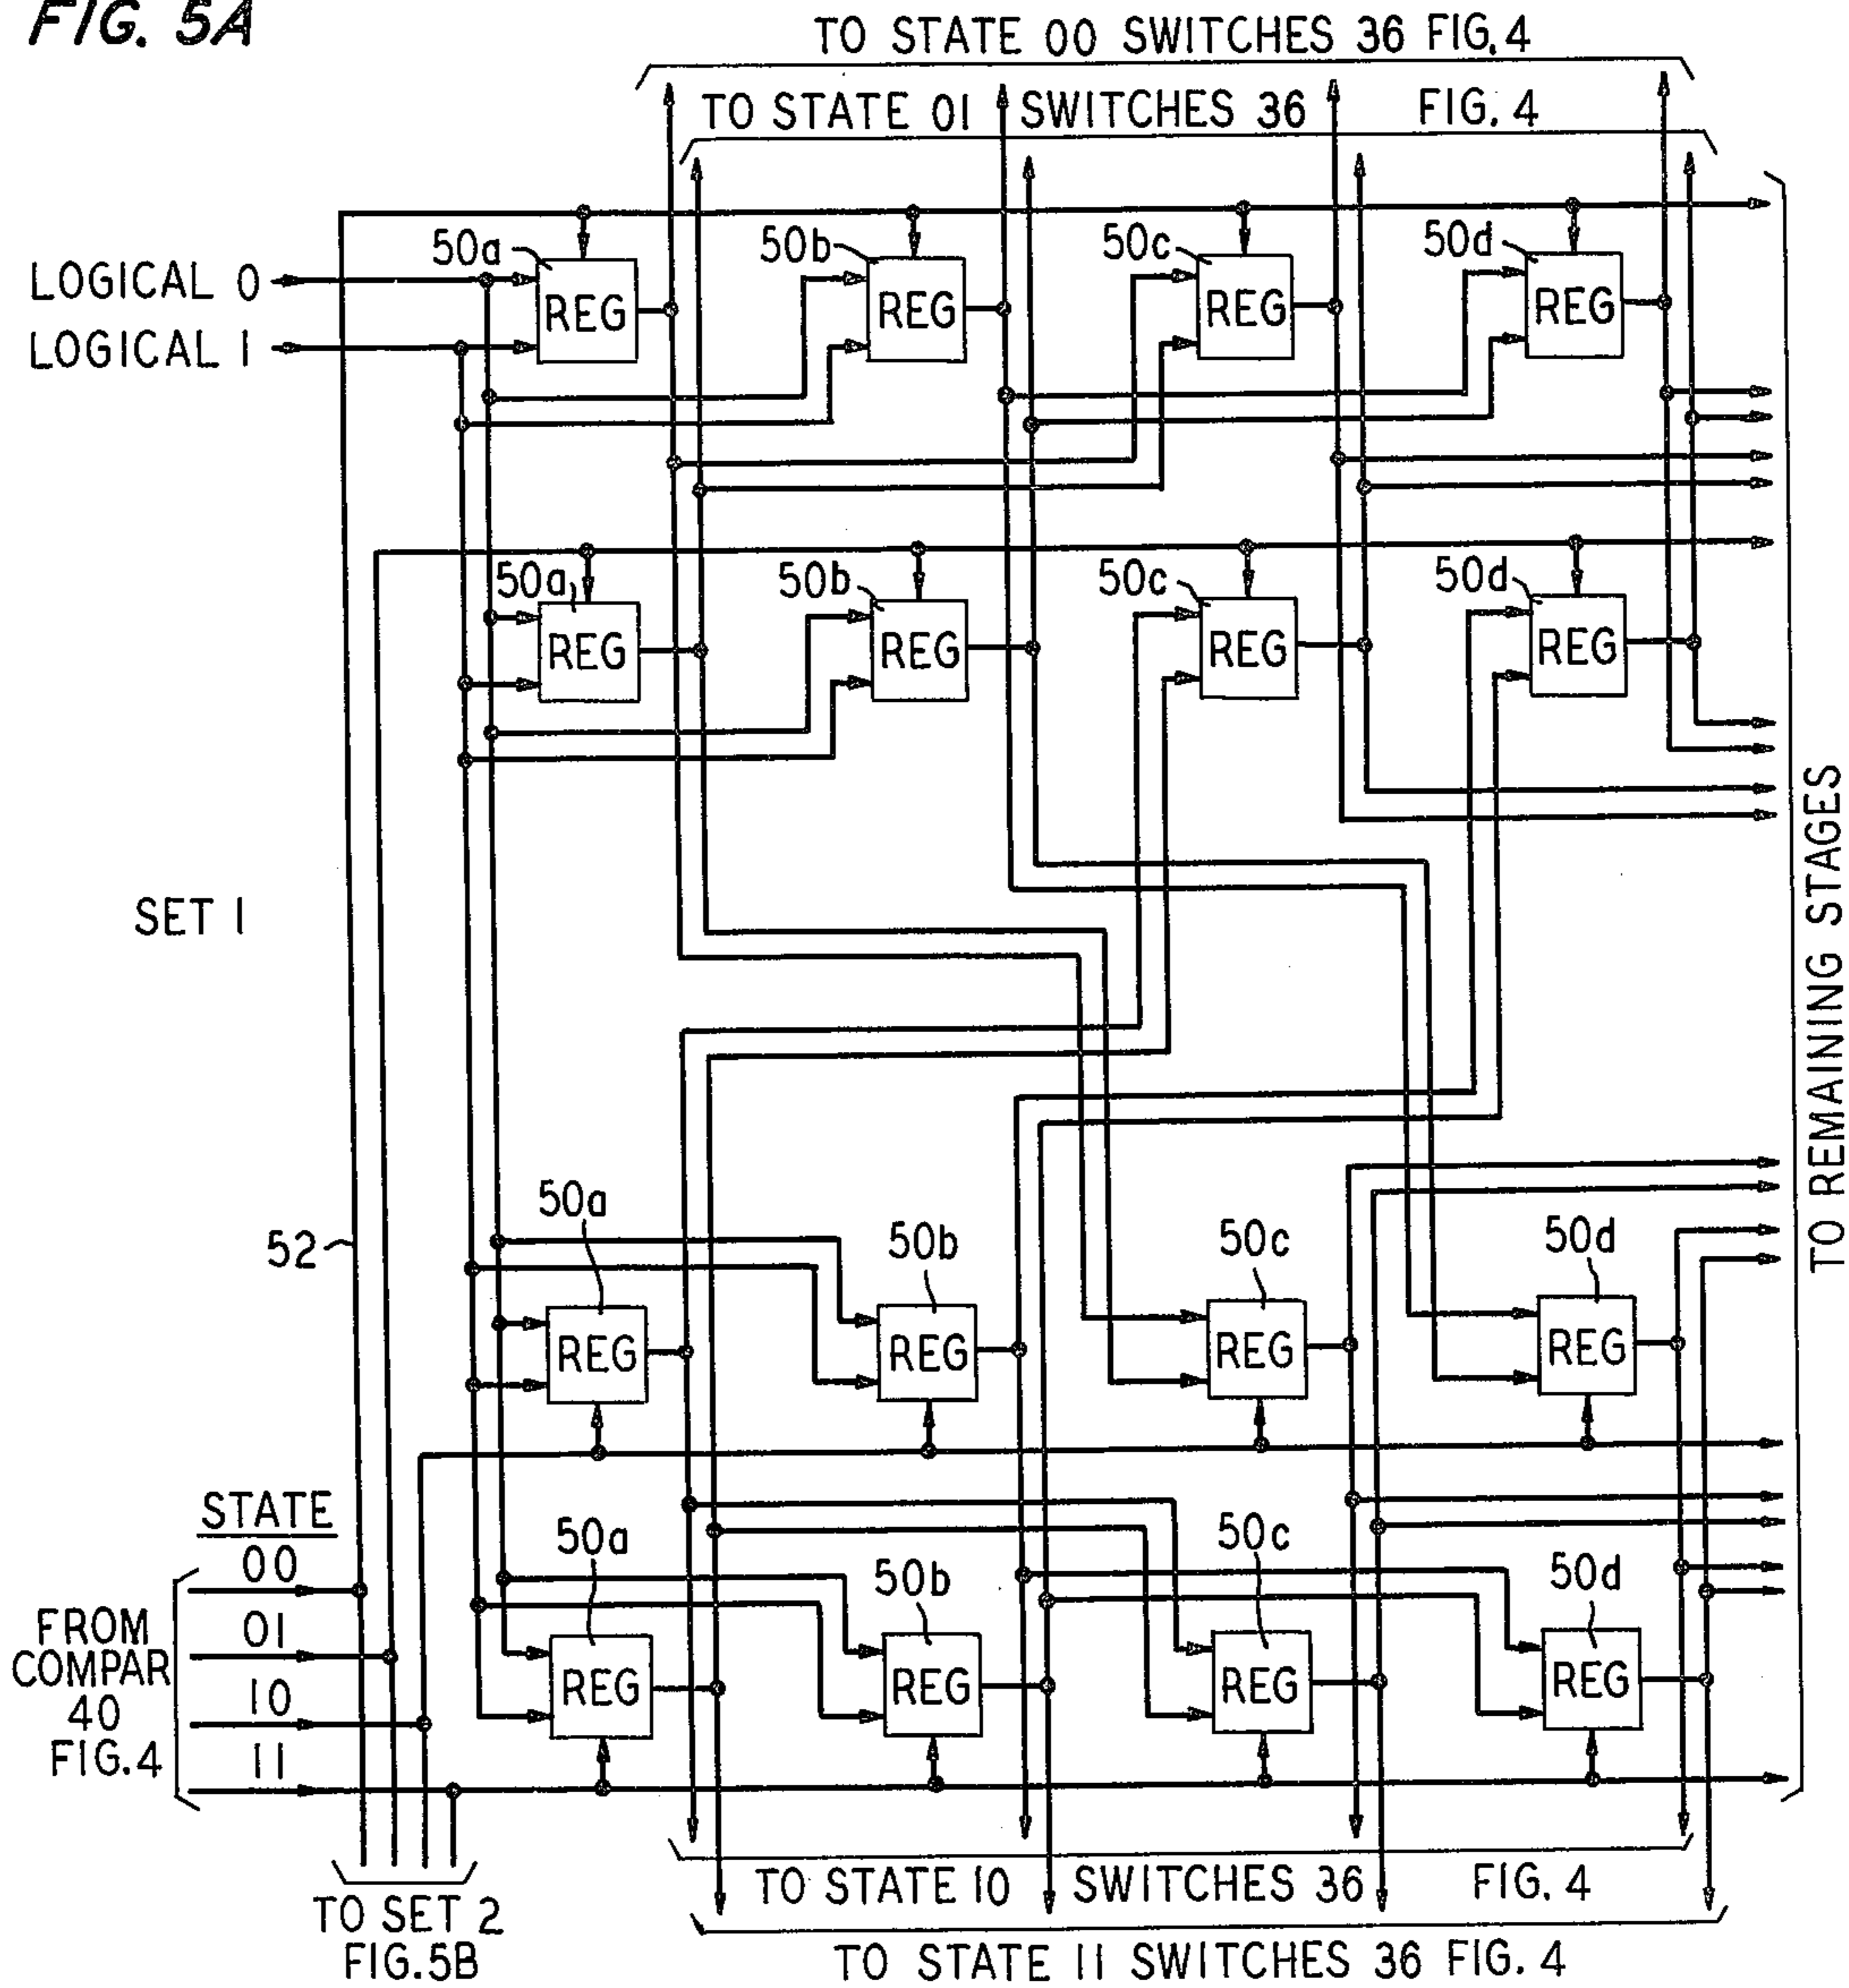 FIG. 5A
TO STATE 00 SWITCHES 36 FIG. 4
TO STATE 01 SWITCHES 36 FIG. 4
50a 50b 50c 50d
LOGICAL 0
REG REG REG REG
LOGICAL 1
50a 50b 50c 50d
REG REG REG REG
SET 1
TO REMAINING STAGES
52
50a 50b 50c 50d
REG REG REG REG
STATE
00
01
10
11
FROM
COMPAR
40
FIG.4
50a 50b 50c 50d
REG REG REG REG
TO STATE 10 SWITCHES 36 FIG. 4
TO SET 2
FIG.5B
TO STATE 11 SWITCHES 36 FIG. 4